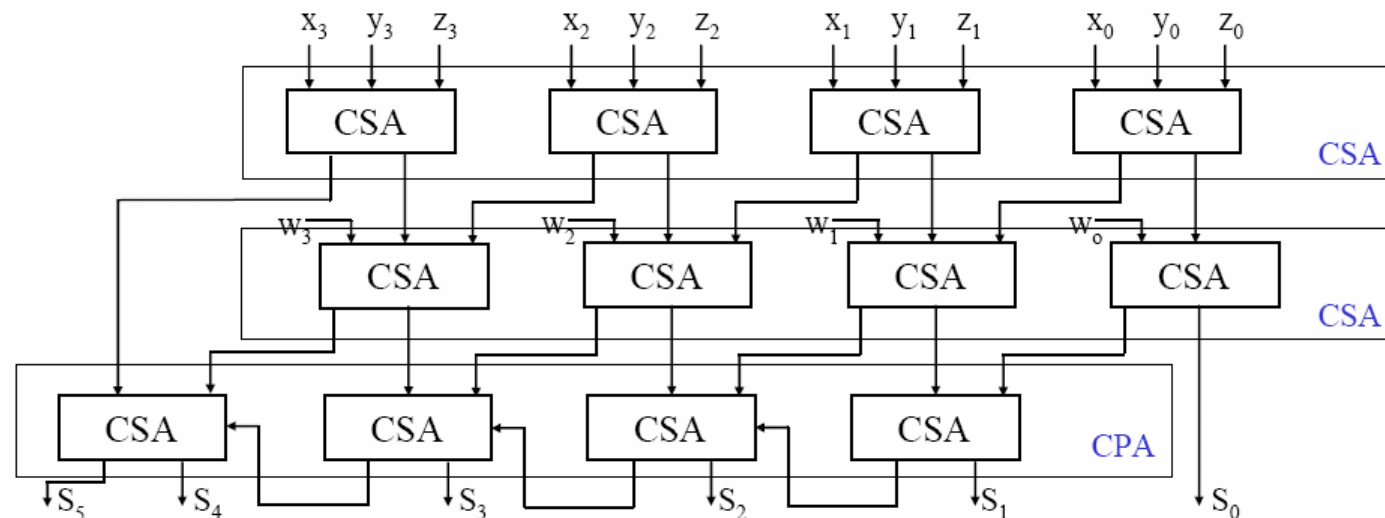 x₃ y₃ z₃ x₂ y₂ z₂ x₁ y₁ z₁ x₀ y₀ z₀
CSA CSA CSA CSA
CSA
w₃ w₂ w₁ wₒ
CSA CSA CSA CSA
CSA
CSA CSA CSA CSA
CPA
S₅ S₄ S₃ S₂ S₁ S₀